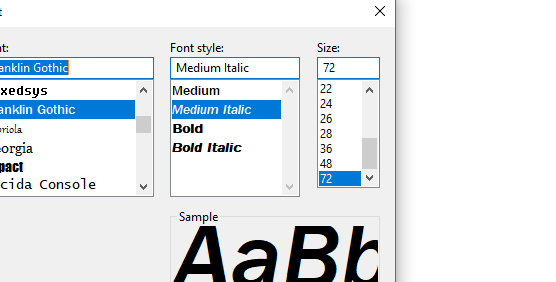 t
nt: Font style: Size:
anklin Gothic Medium Italic 72
xedsys
anklin Gothic
briola
eorgia
pact
cida Console
Medium
Medium Italic
Bold
Bold Italic
22
24
26
28
36
48
72
Sample
AaBb